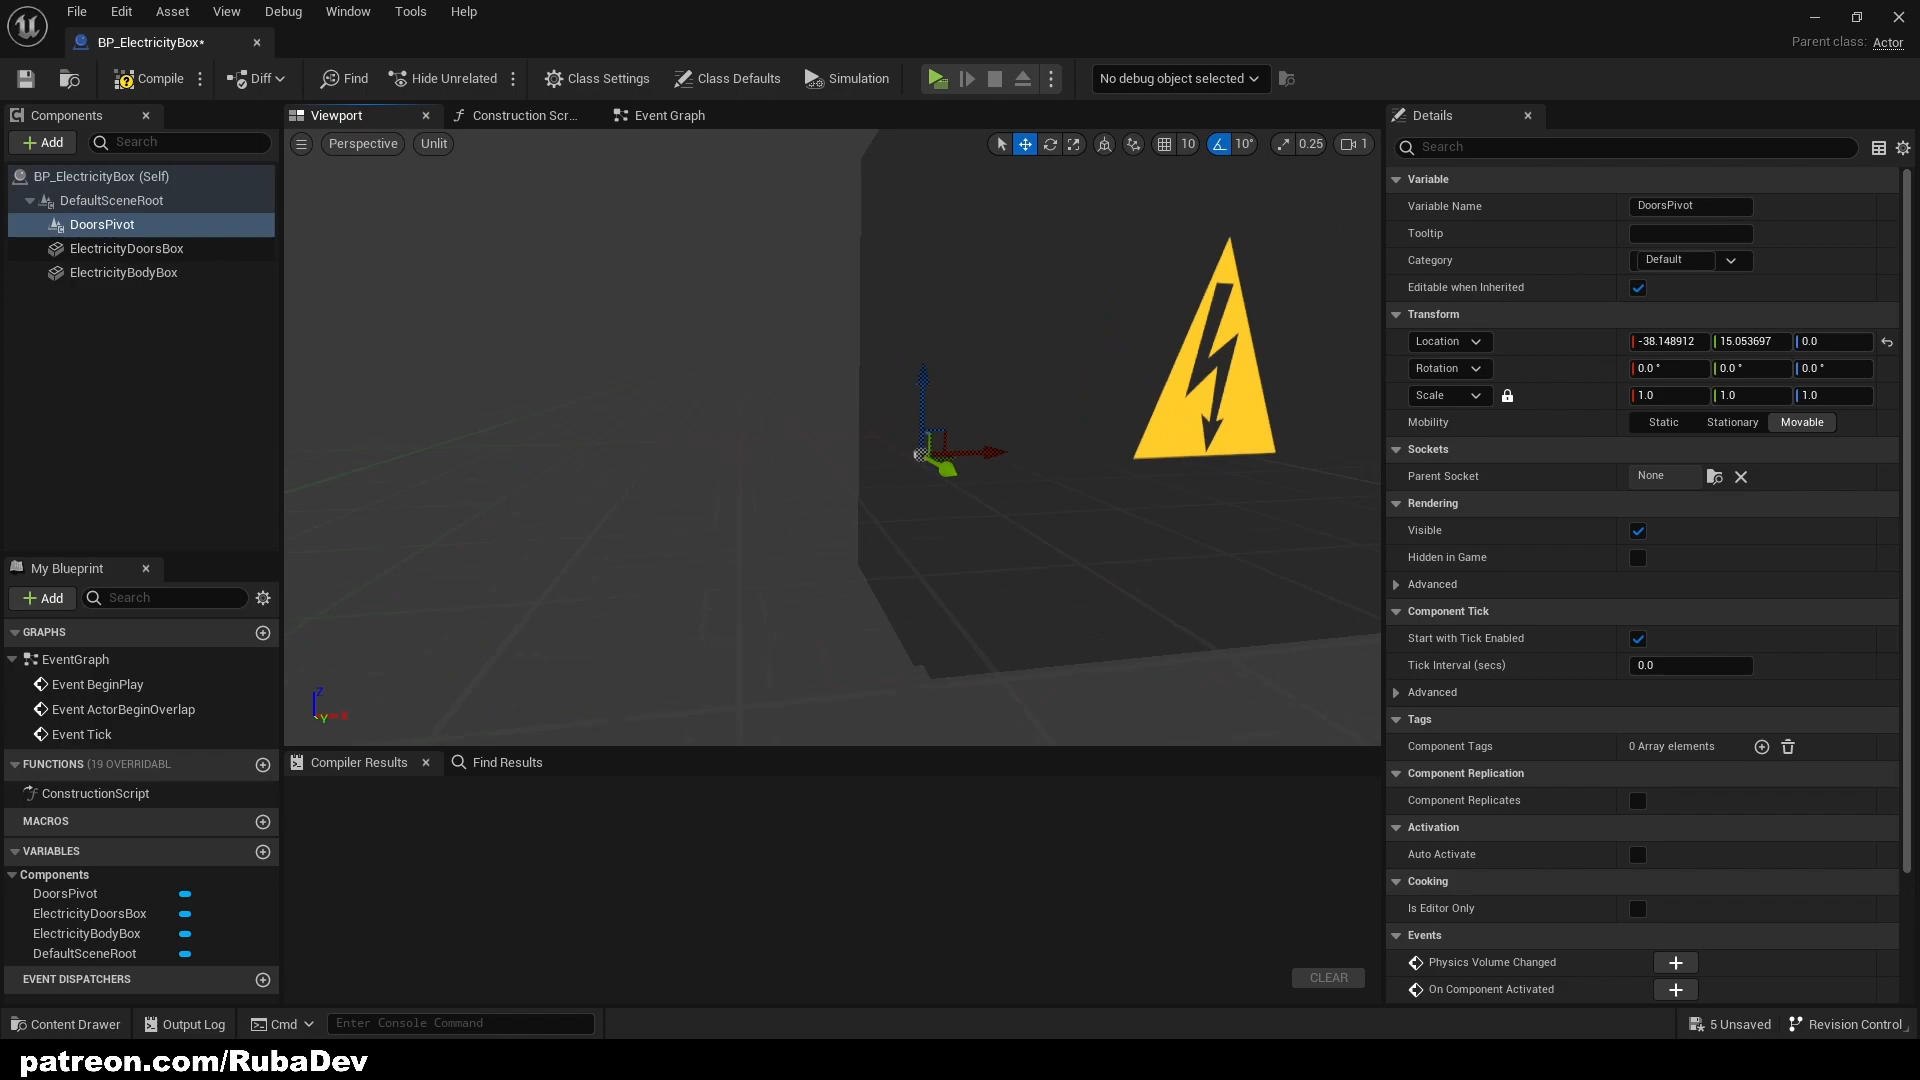 File Edit Asset View Debug Window Tools Help
BP_ElectricityBox*
Parent class: Actor
Compile Diff Find Hide Unrelated Class Settings Class Defaults Simulation No debug object selected
Components
Add Search
BP_ElectricityBox (Self)
DefaultSceneRoot
DoorsPivot
ElectricityDoorsBox
ElectricityBodyBox
My Blueprint
Add Search
GRAPHS
EventGraph
Event BeginPlay
Event ActorBeginOverlap
Event Tick
FUNCTIONS (19 OVERRIDABL
ConstructionScript
MACROS
VARIABLES
Components
DoorsPivot
ElectricityDoorsBox
ElectricityBodyBox
DefaultSceneRoot
EVENT DISPATCHERS
Viewport Construction Scr... Event Graph
Perspective Unlit 10 10° 0.25 1
Z
Y X
Compiler Results Find Results
CLEAR
Details
Search
Variable
Variable Name DoorsPivot
Tooltip
Category Default
Editable when Inherited
Transform
Location -38.148912 15.053697 0.0
Rotation 0.0 ° 0.0 ° 0.0 °
Scale 1.0 1.0 1.0
Mobility Static Stationary Movable
Sockets
Parent Socket None
Rendering
Visible
Hidden in Game
Advanced
Component Tick
Start with Tick Enabled
Tick Interval (secs) 0.0
Advanced
Tags
Component Tags 0 Array elements
Component Replication
Component Replicates
Activation
Auto Activate
Cooking
Is Editor Only
Events
Physics Volume Changed
On Component Activated
Content Drawer Output Log Cmd Enter Console Command 5 Unsaved Revision Control
patreon.com/RubaDev